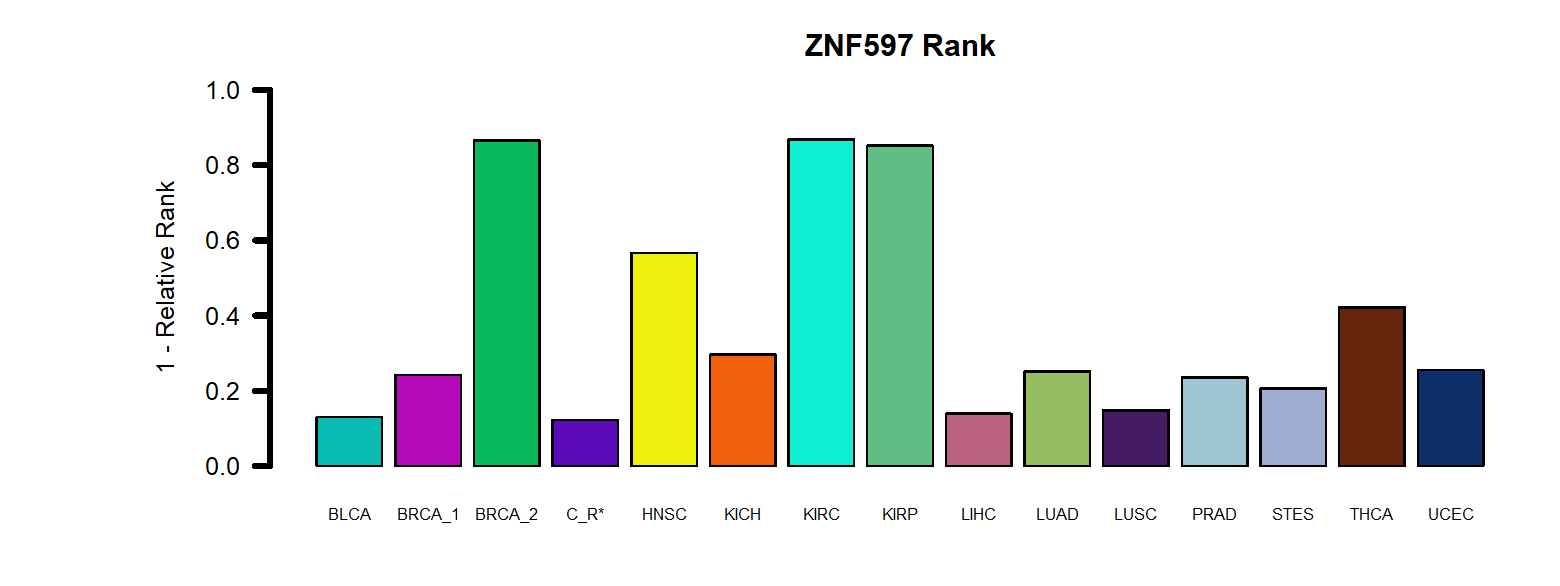 ZNF597 Rank
1 - Relative Rank
1.0
0.8
0.6
0.4
0.2
0.0
BLCA BRCA_1 BRCA_2 C_R* HNSC KICH KIRC KIRP LIHC LUAD LUSC PRAD STES THCA UCEC